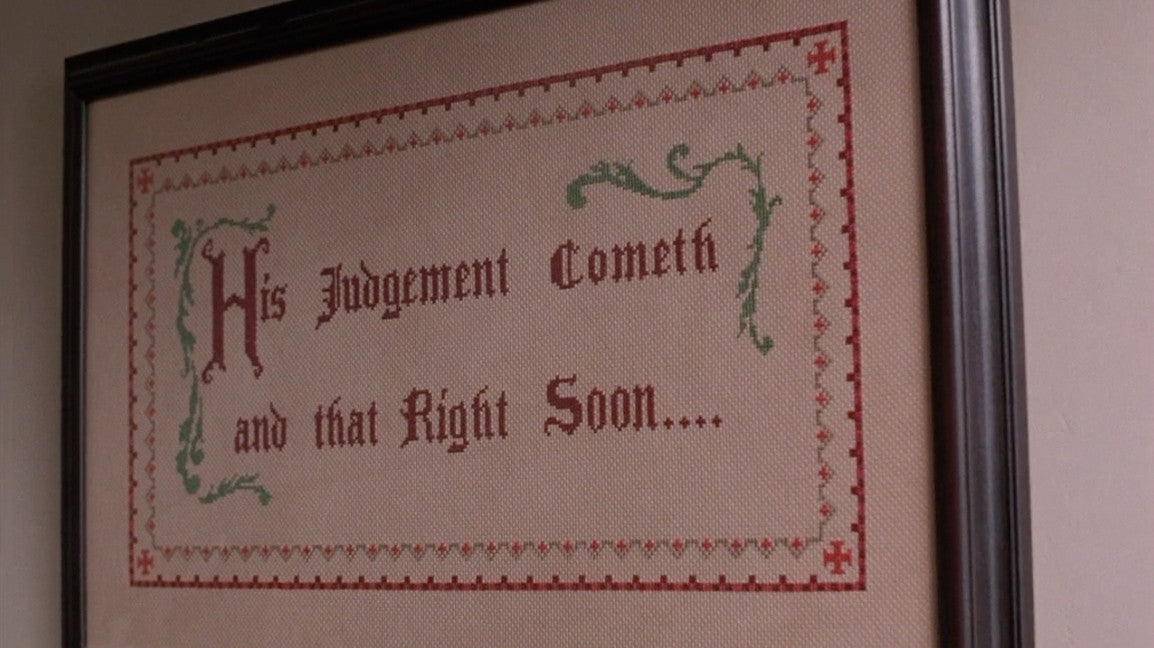 His Judgement Cometh
and that Right Soon....